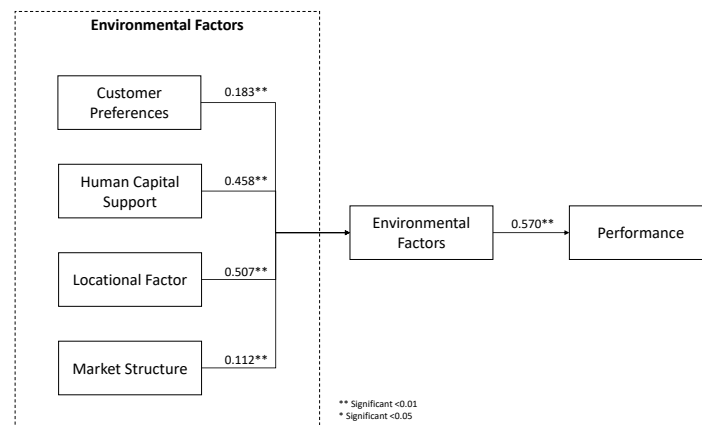 Environmental Factors
Customer
Preferences
0.183**
Human Capital
Support
0.458**
Locational Factor
0.507**
Market Structure
0.112**
Environmental
Factors
0.570**
Performance
** Significant <0.01
* Significant <0.05